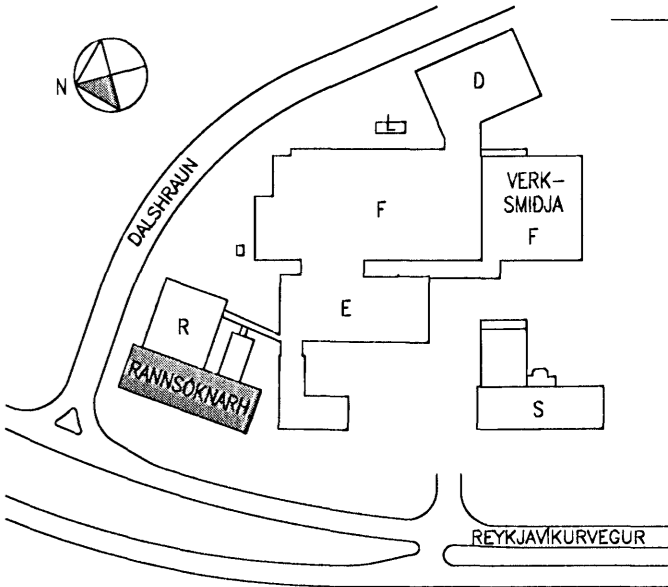 N
D
L
VERK-
SMIÐJA
F
F
DALSHRAUN
E
R
RANNSÓKNARH
S
REYKJAVÍKURVEGUR